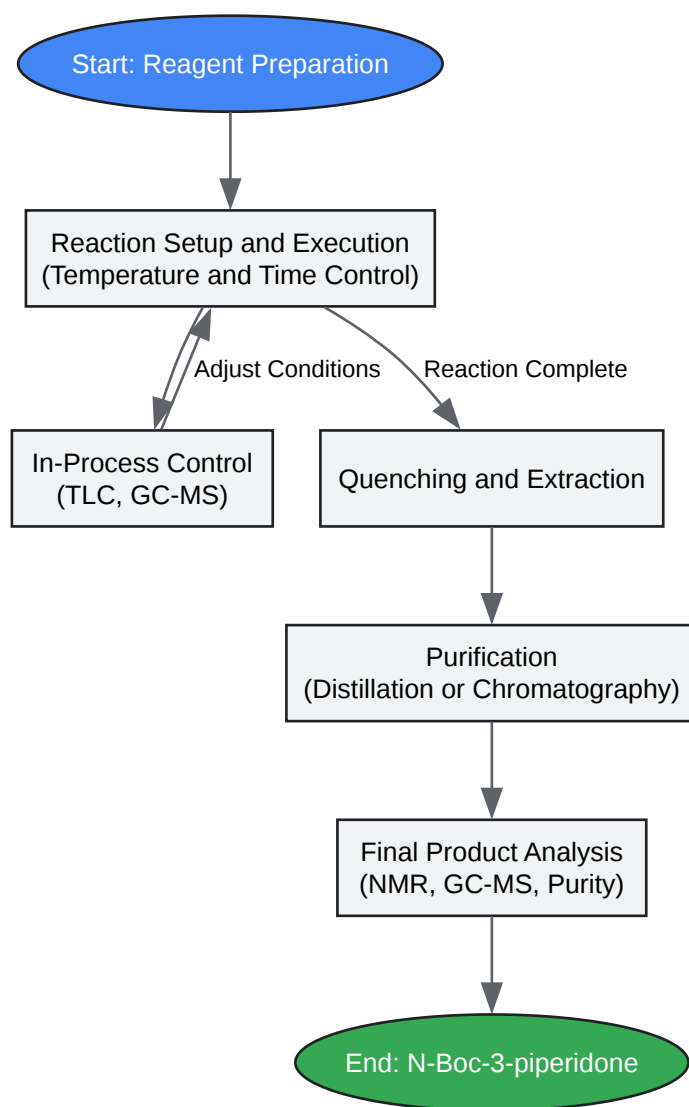 Start: Reagent Preparation
Reaction Setup and Execution
(Temperature and Time Control)
Adjust Conditions
Reaction Complete
In-Process Control
(TLC, GC-MS)
Quenching and Extraction
Purification
(Distillation or Chromatography)
Final Product Analysis
(NMR, GC-MS, Purity)
End: N-Boc-3-piperidone